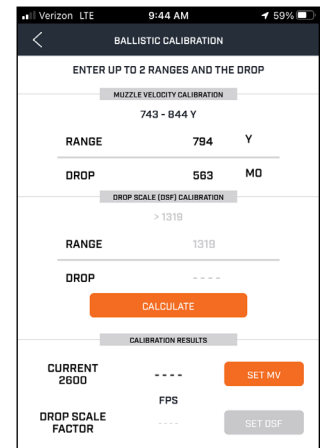 Verizon LTE 9:44 AM 59%
BALLISTIC CALIBRATION
ENTER UP TO 2 RANGES AND THE DROP
MUZZLE VELOCITY CALIBRATION
743 - 844 Y
RANGE 794 Y
DROP 563 MO
DROP SCALE (DSF) CALIBRATION
> 1319
RANGE 1319
DROP ----
CALCULATE
CALIBRATION RESULTS
CURRENT
2600 ---- SET MV
FPS
DROP SCALE
FACTOR ---- SET DSF